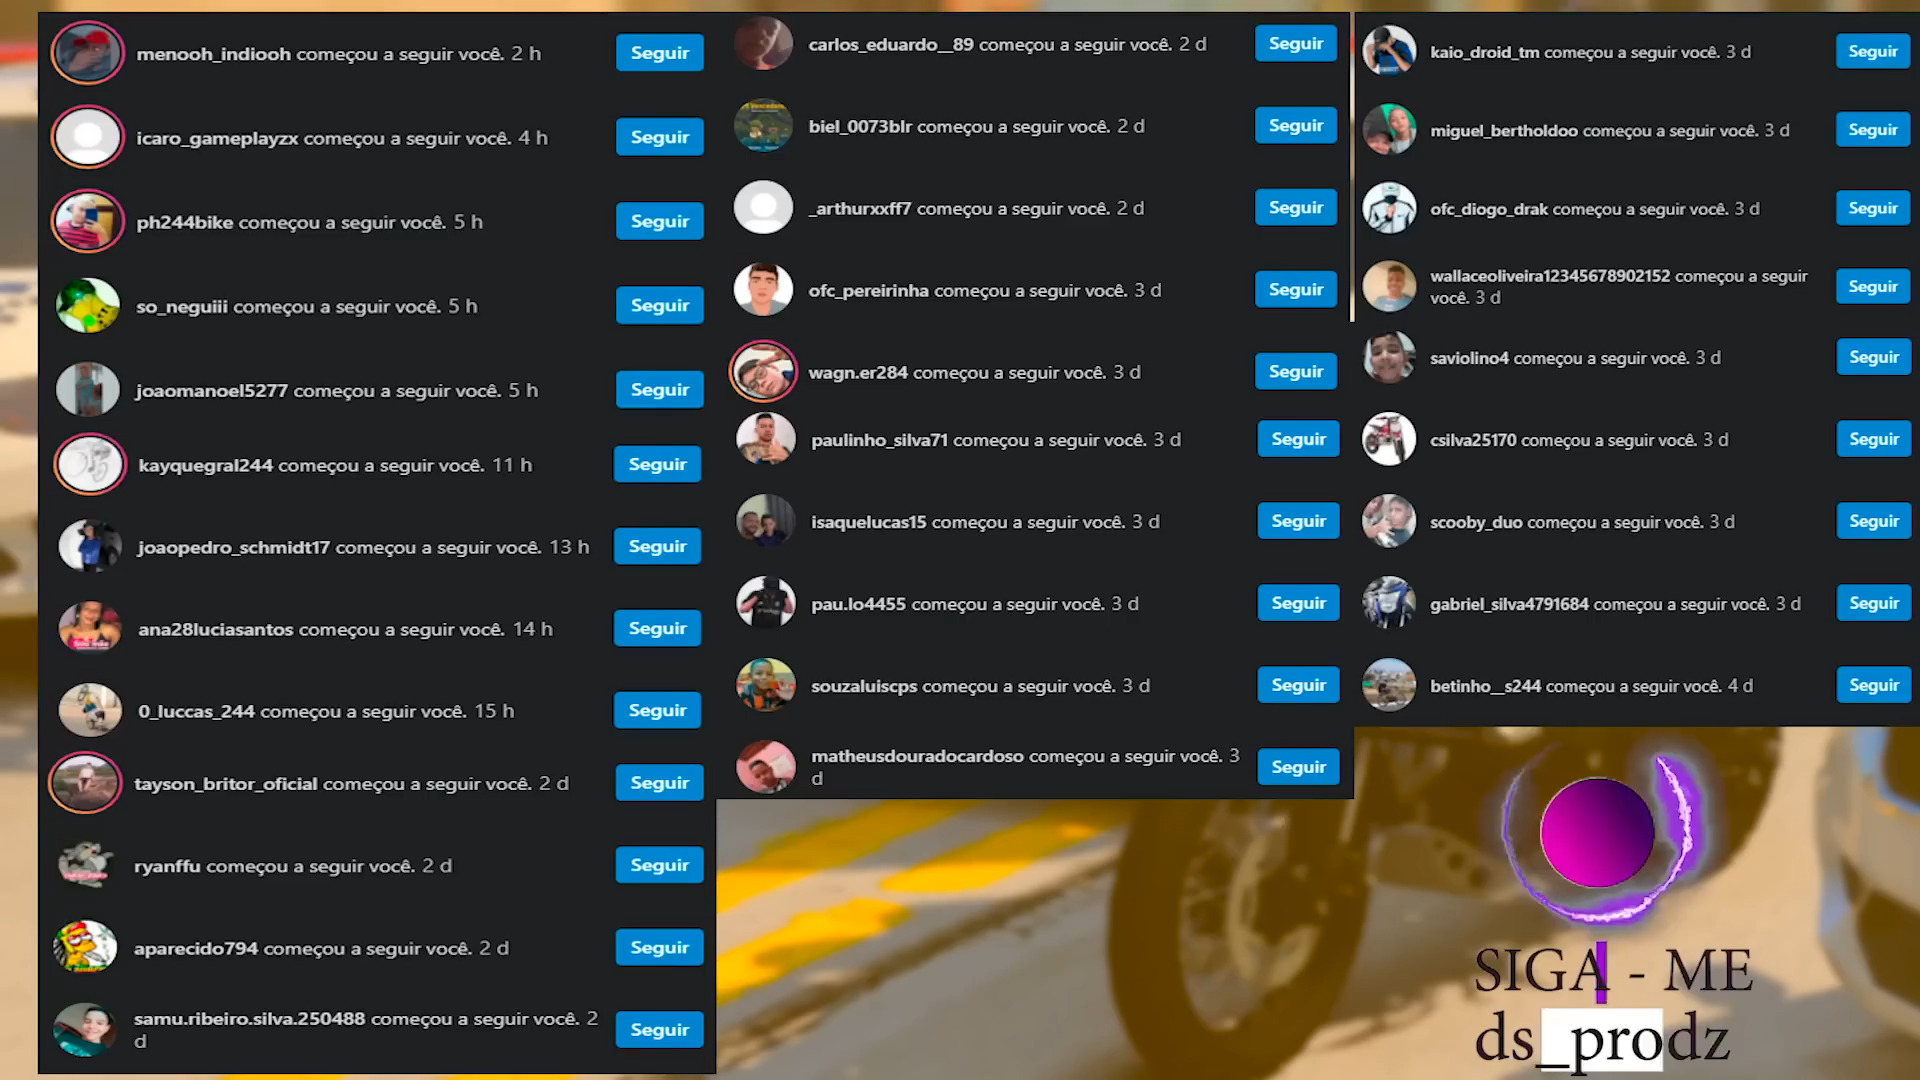 menooh_indiooh começou a seguir você. 2 h
Seguir
icaro_gameplayzx começou a seguir você. 4 h
Seguir
ph244bike começou a seguir você. 5 h
Seguir
so_neguiii começou a seguir você. 5 h
Seguir
joaomanoel5277 começou a seguir você. 5 h
Seguir
kayquegral244 começou a seguir você. 11 h
Seguir
joaopedro_schmidt17 começou a seguir você. 13 h
Seguir
ana28luciasantos começou a seguir você. 14 h
Seguir
0_luccas_244 começou a seguir você. 15 h
Seguir
tayson_britor_oficial começou a seguir você. 2 d
Seguir
ryanffu começou a seguir você. 2 d
Seguir
aparecido794 começou a seguir você. 2 d
Seguir
samu.ribeiro.silva.250488 começou a seguir você. 2
d
Seguir
carlos_eduardo__89 começou a seguir você. 2 d
Seguir
biel_0073blr começou a seguir você. 2 d
Seguir
_arthurxxff7 começou a seguir você. 2 d
Seguir
ofc_pereirinha começou a seguir você. 3 d
Seguir
wagn.er284 começou a seguir você. 3 d
Seguir
paulinho_silva71 começou a seguir você. 3 d
Seguir
isaquelucas15 começou a seguir você. 3 d
Seguir
pau.lo4455 começou a seguir você. 3 d
Seguir
souzaluiscps começou a seguir você. 3 d
Seguir
matheusdouradocardoso começou a seguir você. 3
d
Seguir
kaio_droid_tm começou a seguir você. 3 d
Seguir
miguel_bertholdoo começou a seguir você. 3 d
Seguir
ofc_diogo_drak começou a seguir você. 3 d
Seguir
wallaceoliveira12345678902152 começou a seguir
você. 3 d
Seguir
saviolino4 começou a seguir você. 3 d
Seguir
csilva25170 começou a seguir você. 3 d
Seguir
scooby_duo começou a seguir você. 3 d
Seguir
gabriel_silva4791684 começou a seguir você. 3 d
Seguir
betinho__s244 começou a seguir você. 4 d
Seguir
SIGA - ME
ds_prodz